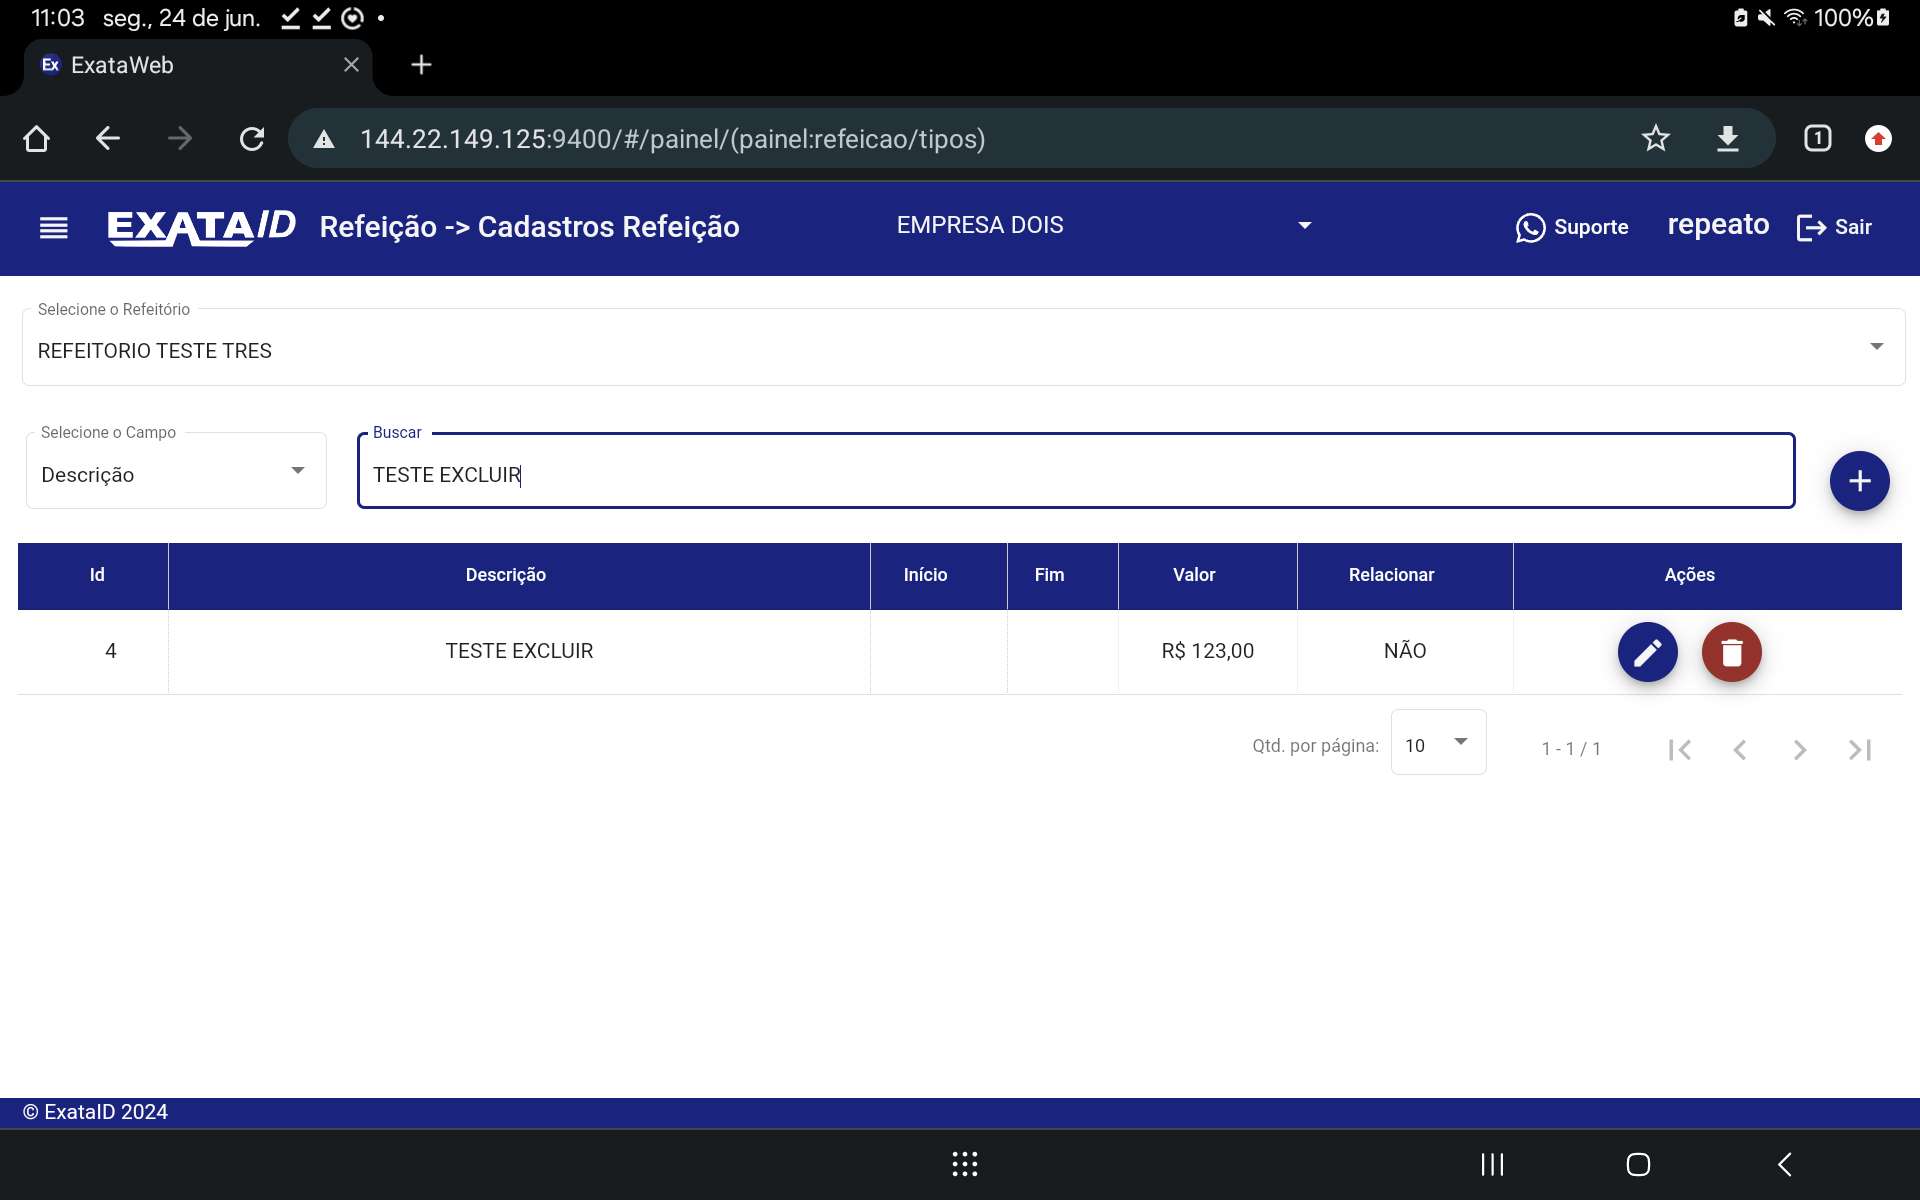 11:03 seg., 24 de jun.
100%
Ex ExataWeb
144.22.149.125:9400/#/painel/(painel:refeicao/tipos)
1
EXATAID Refeição -> Cadastros Refeição EMPRESA DOIS Suporte repeato Sair
Selecione o Refeitório
REFEITORIO TESTE TRES
Selecione o Campo
Descrição
Buscar
TESTE EXCLUIR
Id Descrição Início Fim Valor Relacionar Ações
4 TESTE EXCLUIR R$ 123,00 NÃO
Qtd. por página: 10 1 - 1 / 1
© ExataID 2024